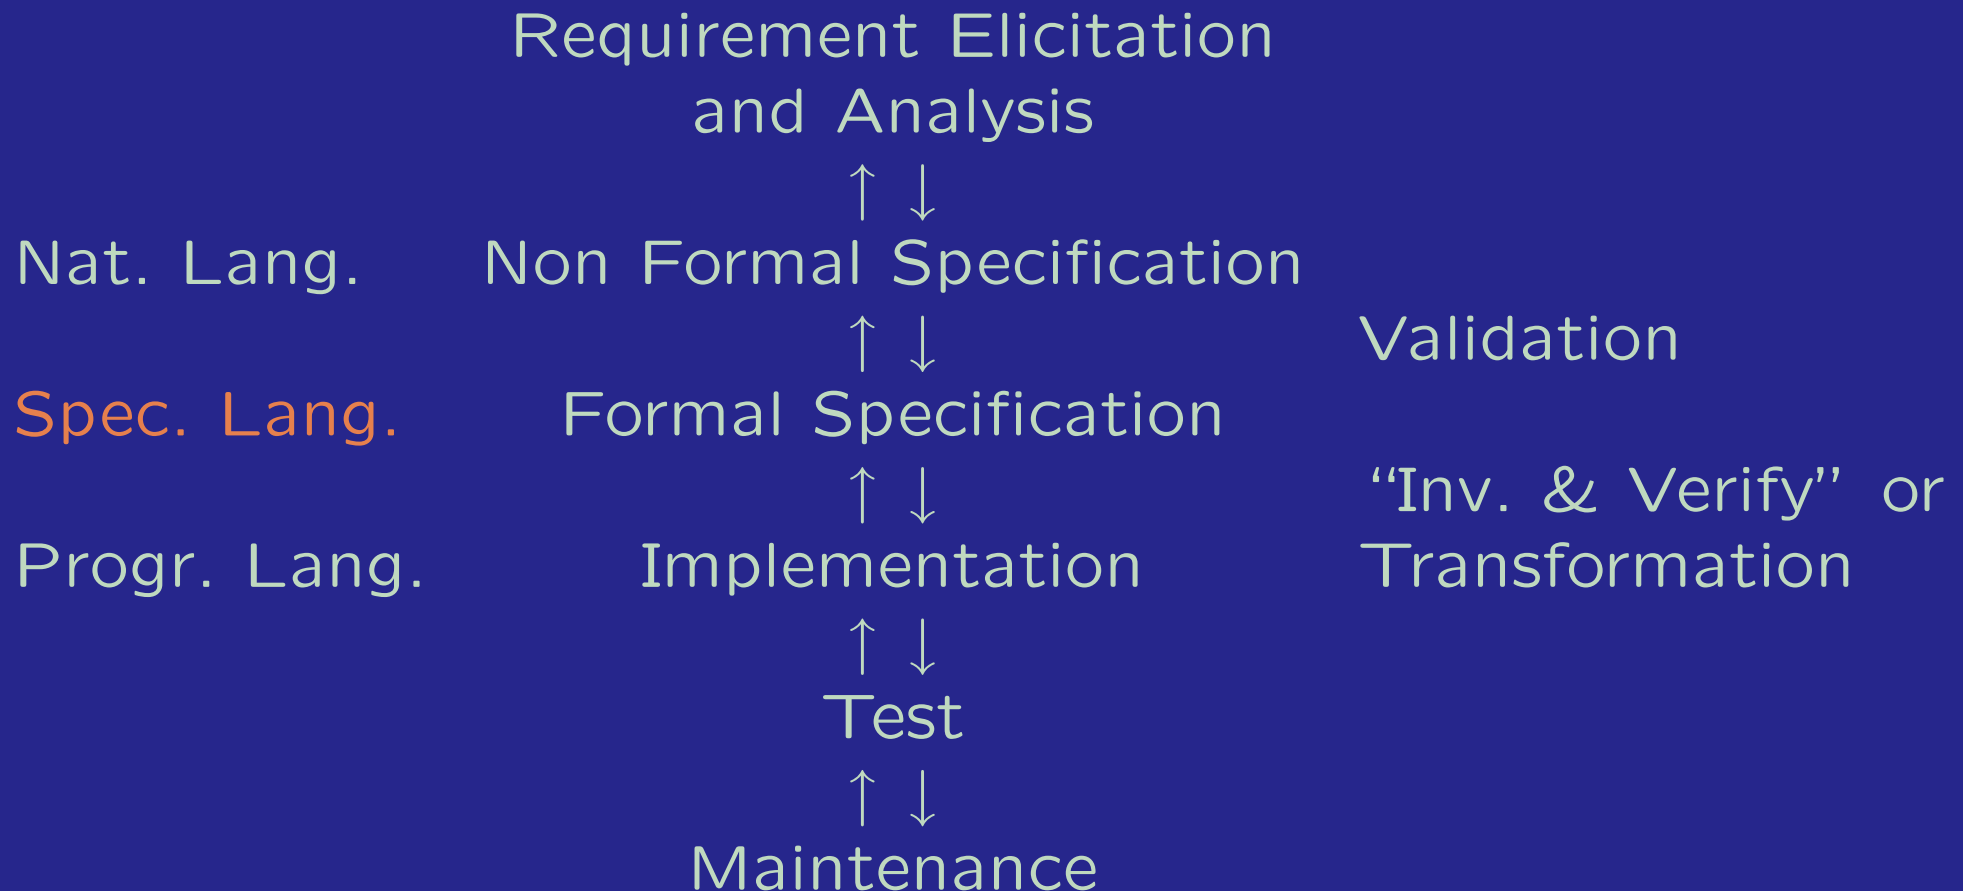 Requirement Elicitation
and Analysis
↑ ↓
Nat. Lang. Non Formal Specification
↑ ↓ Validation
Spec. Lang. Formal Specification
↑ ↓ “Inv. & Verify” or
Progr. Lang. Implementation Transformation
↑ ↓
Test
↑ ↓
Maintenance